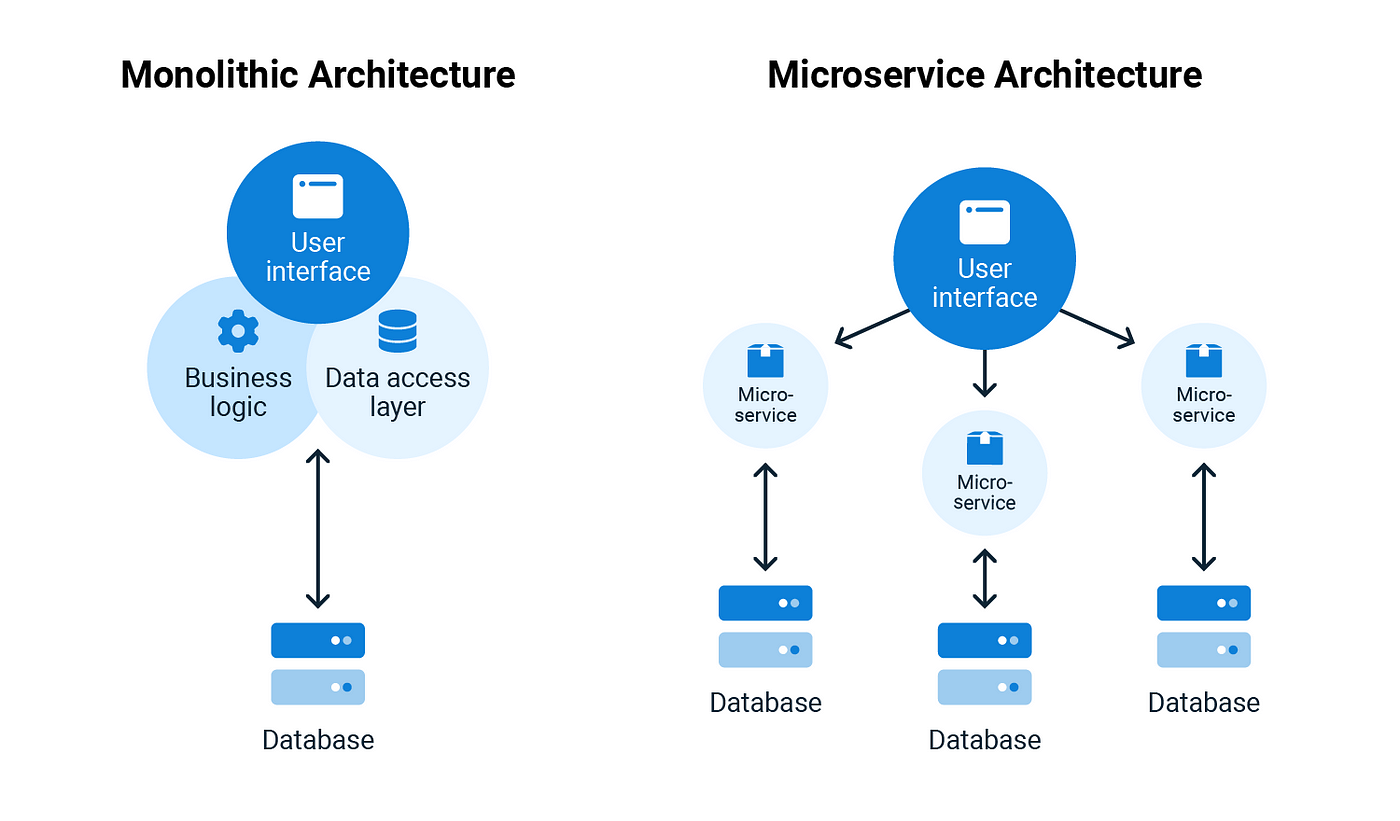 Monolithic Architecture
User
interface
Business
logic
Data access
layer
Database
Microservice Architecture
User
interface
Micro-
service
Micro-
service
Micro-
service
Database
Database
Database